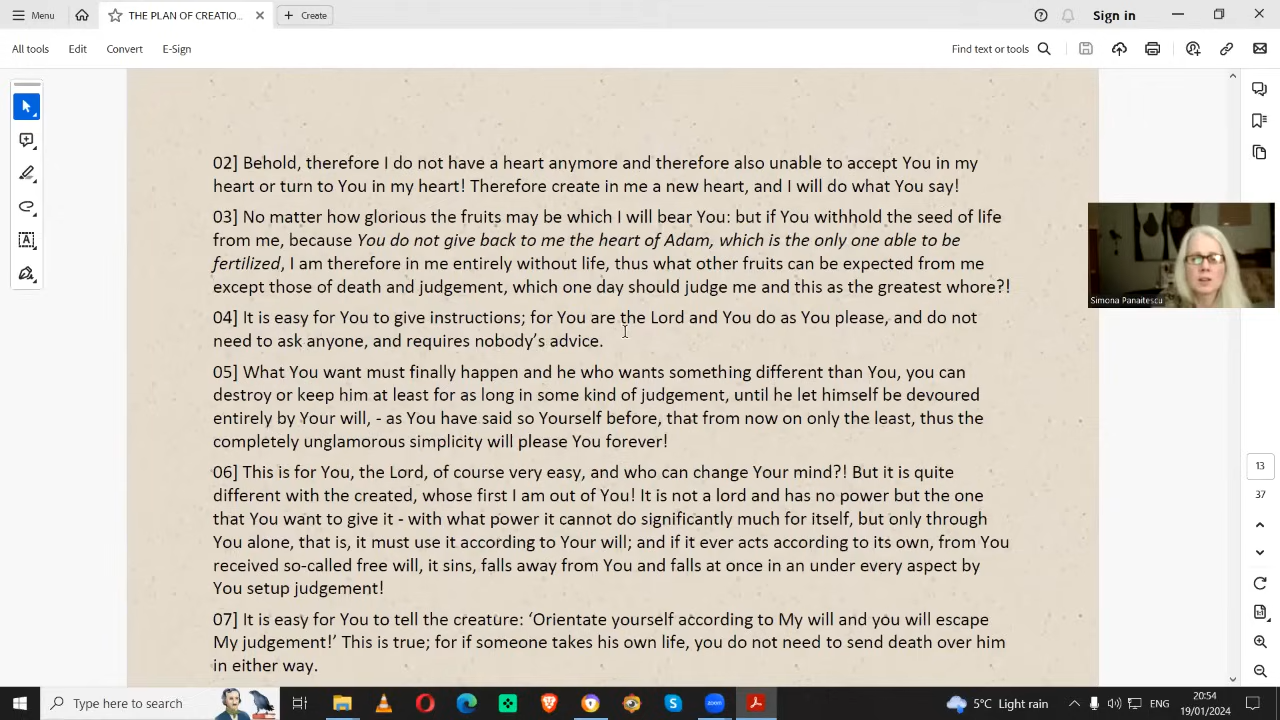 Menu
THE PLAN OF CREATIO...
Create
Sign in
All tools
Edit
Convert
E-Sign
Find text or tools
02] Behold, therefore I do not have a heart anymore and therefore also unable to accept You in my
heart or turn to You in my heart! Therefore create in me a new heart, and I will do what You say!
03] No matter how glorious the fruits may be which I will bear You: but if You withhold the seed of life
from me, because You do not give back to me the heart of Adam, which is the only one able to be
fertilized, I am therefore in me entirely without life, thus what other fruits can be expected from me
except those of death and judgement, which one day should judge me and this as the greatest whore?!
04] It is easy for You to give instructions; for You are the Lord and You do as You please, and do not
need to ask anyone, and requires nobody's advice.
05] What You want must finally happen and he who wants something different than You, you can
destroy or keep him at least for as long in some kind of judgement, until he let himself be devoured
entirely by Your will, - as You have said so Yourself before, that from now on only the least, thus the
completely unglamorous simplicity will please You forever!
06] This is for You, the Lord, of course very easy, and who can change Your mind?! But it is quite
different with the created, whose first I am out of You! It is not a lord and has no power but the one
that You want to give it - with what power it cannot do significantly much for itself, but only through
You alone, that is, it must use it according to Your will; and if it ever acts according to its own, from You
received so-called free will, it sins, falls away from You and falls at once in an under every aspect by
You setup judgement!
07] It is easy for You to tell the creature: ‘Orientate yourself according to My will and you will escape
My judgement!’ This is true; for if someone takes his own life, you do not need to send death over him
in either way.
Simona Panaitescu
13
37
Type here to search
zoom
5°C Light rain
ENG
20:54
19/01/2024